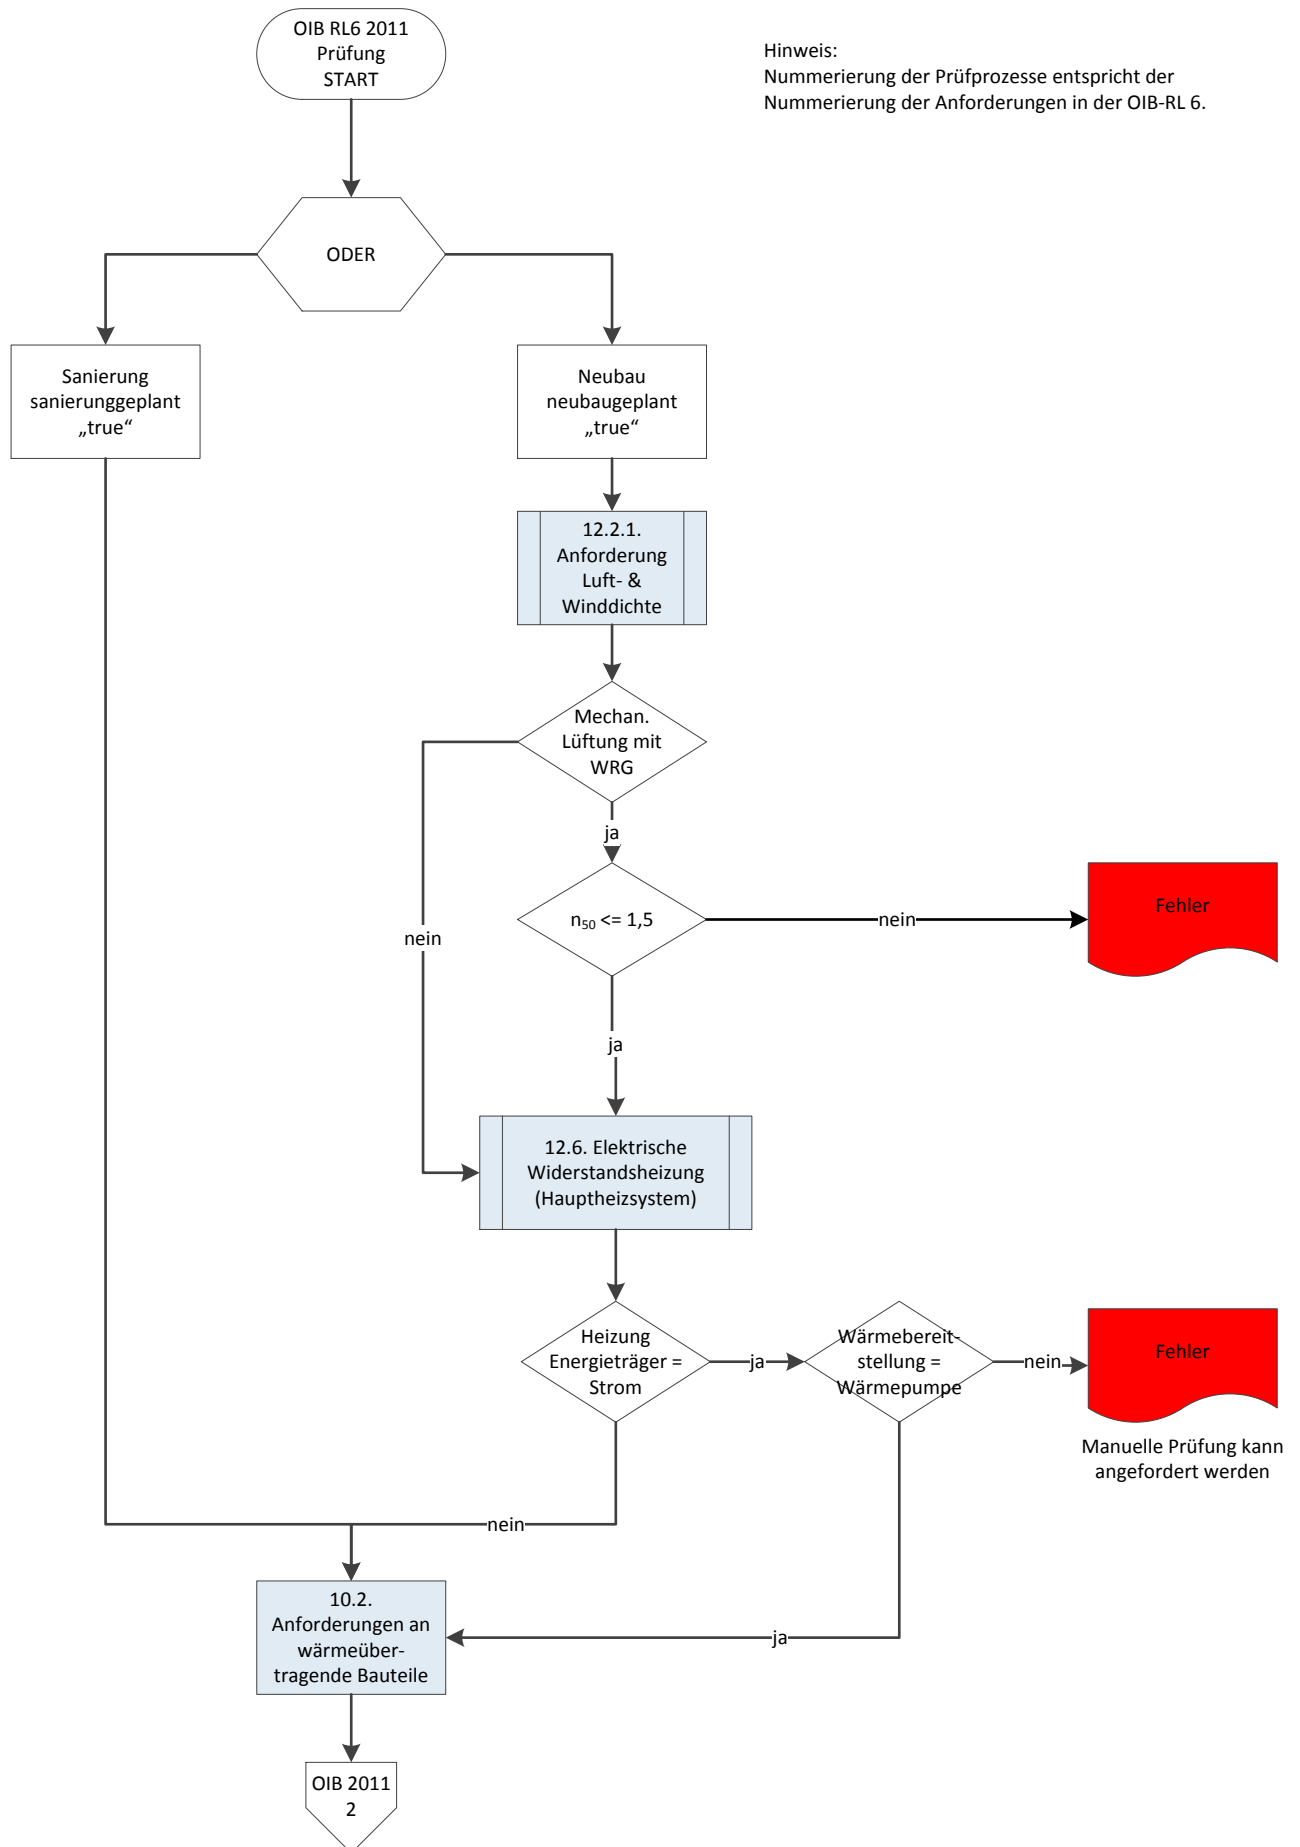 OIB RL6 2011
Prüfung
START
Hinweis:
Nummerierung der Prüfprozesse entspricht der
Nummerierung der Anforderungen in der OIB-RL 6.
ODER
Sanierung
sanierunggeplant
„true“
Neubau
neubaugeplant
„true“
12.2.1.
Anforderung
Luft- &
Winddichte
Mechan.
Lüftung mit
WRG
ja
nein
n₅₀ <= 1,5
nein
Fehler
ja
12.6. Elektrische
Widerstandsheizung
(Hauptheizsystem)
Heizung
Energieträger =
Strom
ja
Wärmebereit-
stellung =
Wärmepumpe
nein
Fehler
Manuelle Prüfung kann
angefordert werden
nein
10.2.
Anforderungen an
wärmeüber-
tragende Bauteile
ja
OIB 2011
2